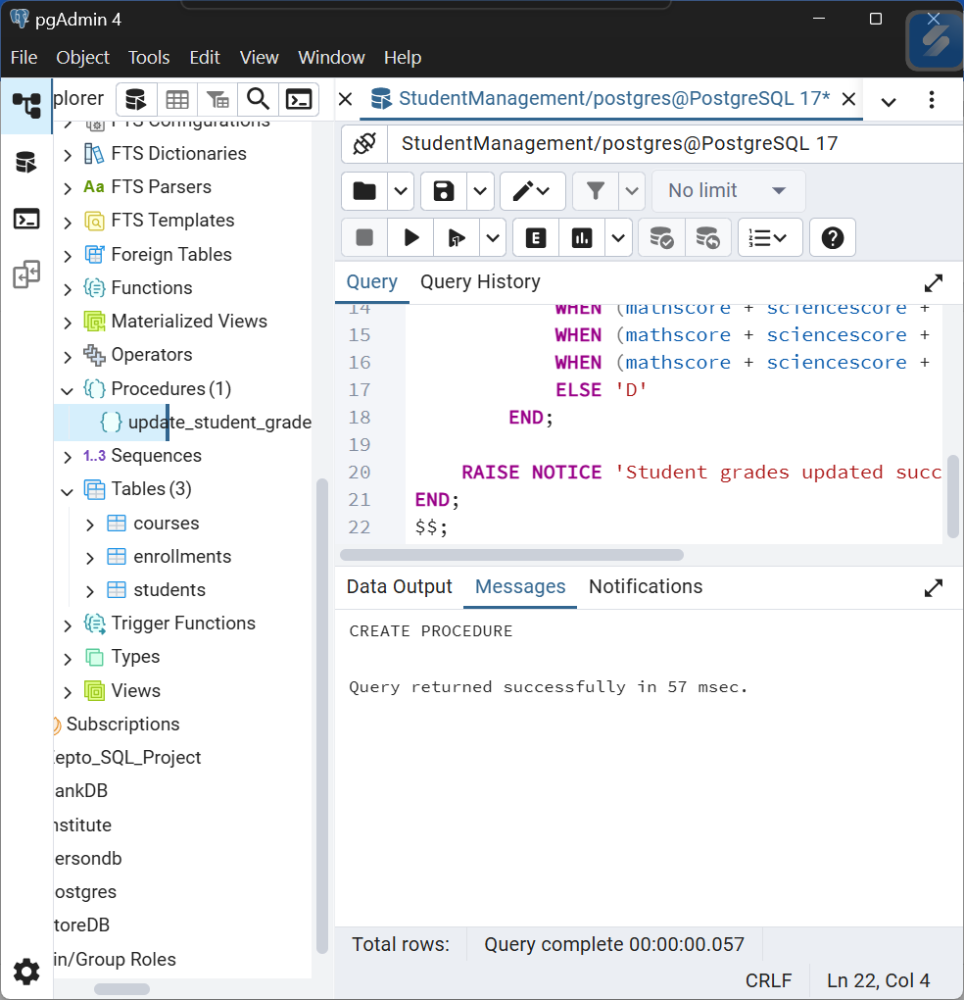 pgAdmin 4
File Object Tools Edit View Window Help
plorer
StudentManagement/postgres@PostgreSQL 17*
FTS Configurations
FTS Dictionaries
Aa FTS Parsers
FTS Templates
Foreign Tables
{} Functions
Materialized Views
Operators
{} Procedures (1)
{} update_student_grade
1..3 Sequences
Tables (3)
courses
enrollments
students
Trigger Functions
Types
Views
Subscriptions
epto_SQL_Project
ankDB
nstitute
ersondb
ostgres
toreDB
in/Group Roles
StudentManagement/postgres@PostgreSQL 17
No limit
E
Query Query History
14 WHEN (mathscore + sciencescore +
15 WHEN (mathscore + sciencescore +
16 WHEN (mathscore + sciencescore +
17 ELSE 'D'
18 END;
19
20 RAISE NOTICE 'Student grades updated succ
21 END;
22 $$;
Data Output Messages Notifications
CREATE PROCEDURE
Query returned successfully in 57 msec.
Total rows: Query complete 00:00:00.057
CRLF Ln 22, Col 4